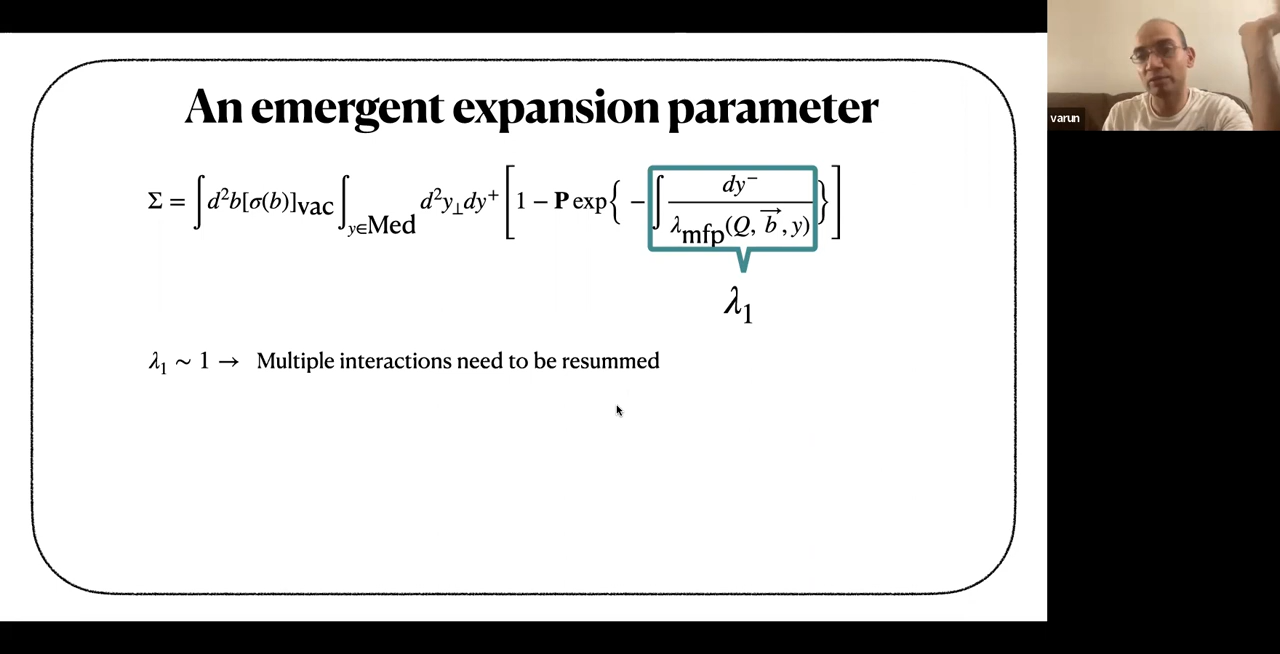 An emergent expansion parameter
Σ = ∫ d²b[σ(b)]vac ∫y∈Med d²y⊥dy⁺ [1 − P exp{ − ∫ dy⁻ / λmfp(Q, b⃗, y) }]
λ₁
λ₁ ∼ 1 → Multiple interactions need to be resummed
varun